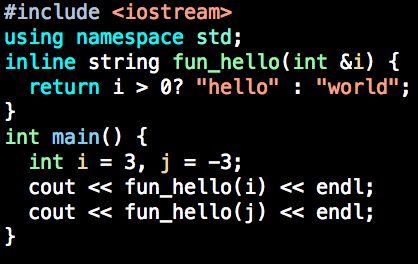 #include <iostream>
using namespace std;
inline string fun_hello(int &i) {
  return i > 0? "hello" : "world";
}
int main() {
  int i = 3, j = -3;
  cout << fun_hello(i) << endl;
  cout << fun_hello(j) << endl;
}